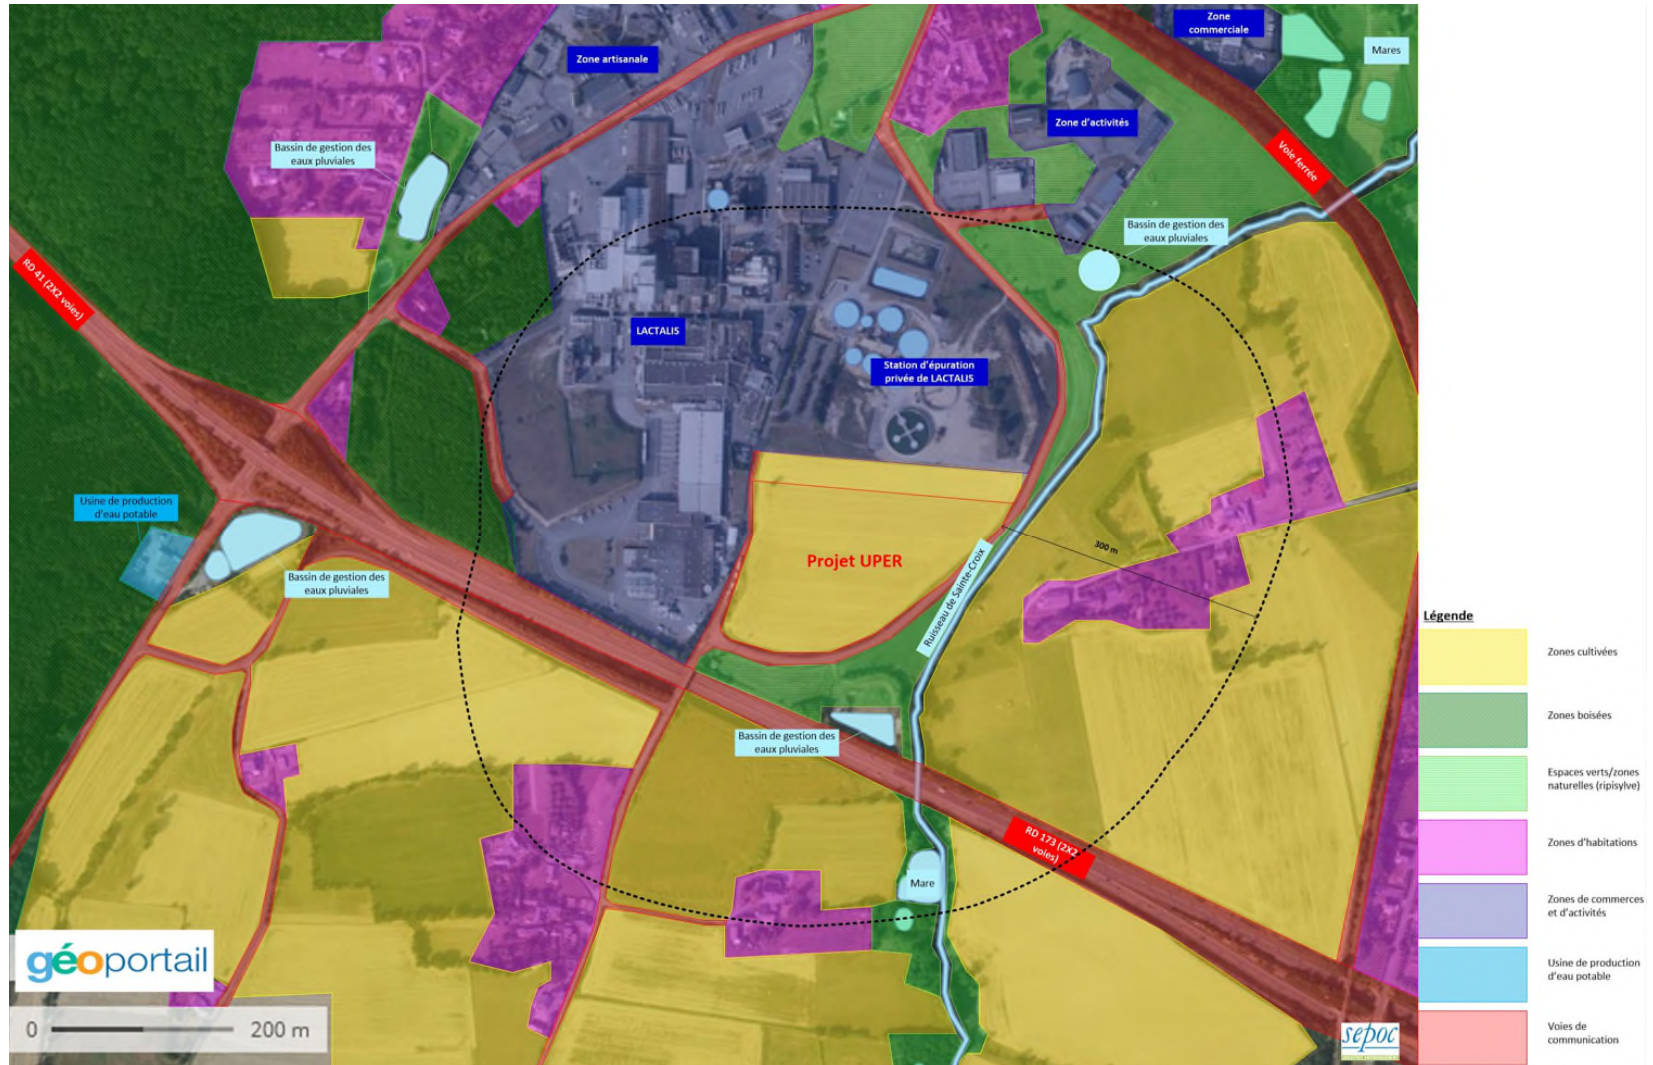 Zone
commerciale
Mares
Zone artisanale
Zone d'activités
Bassin de gestion des
eaux pluviales
Voie ferrée
Bassin de gestion des
eaux pluviales
RD 41 (2X2 voies)
LACTALIS
Station d'épuration
privée de LACTALIS
Usine de production
d'eau potable
300 m
Projet UPER
Bassin de gestion des
eaux pluviales
Ruisseau de Sainte-Croix
Bassin de gestion des
eaux pluviales
RD 173 (2X2
voies)
Mare
géoportail
0 200 m
sepoc
Légende
Zones cultivées
Zones boisées
Espaces verts/zones
naturelles (ripisylve)
Zones d'habitations
Zones de commerces
et d'activités
Usine de production
d'eau potable
Voies de
communication